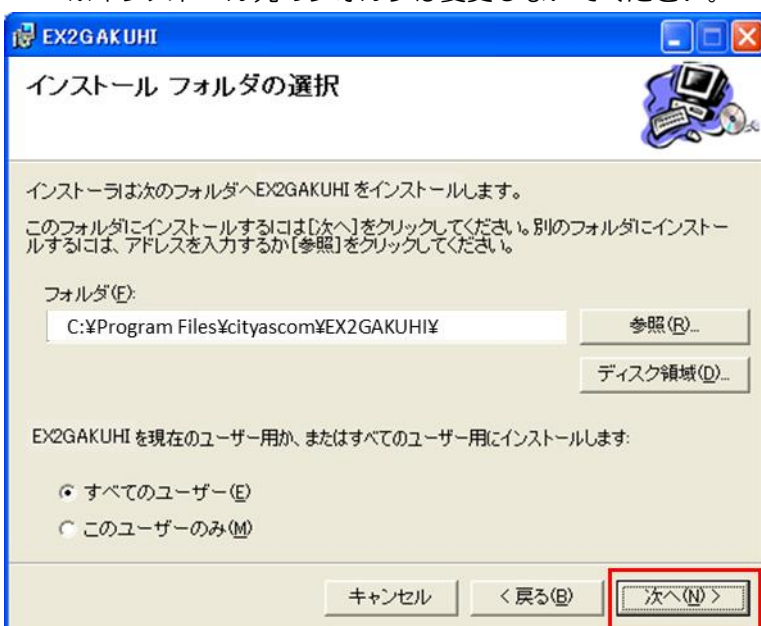 EX2GAKUHI
インストール フォルダの選択
インストーラは次のフォルダへEX2GAKUHI をインストールします。
このフォルダにインストールするには[次へ]をクリックしてください。別のフォルダにインストー
ルするには、アドレスを入力するか[参照]をクリックしてください。
フォルダ(F):
C:¥Program Files¥cityascom¥EX2GAKUHI¥
参照(R)...
ディスク領域(D)...
EX2GAKUHI を現在のユーザー用か、またはすべてのユーザー用にインストールします:
すべてのユーザー(E)
このユーザーのみ(M)
キャンセル
< 戻る(B)
次へ(N) >